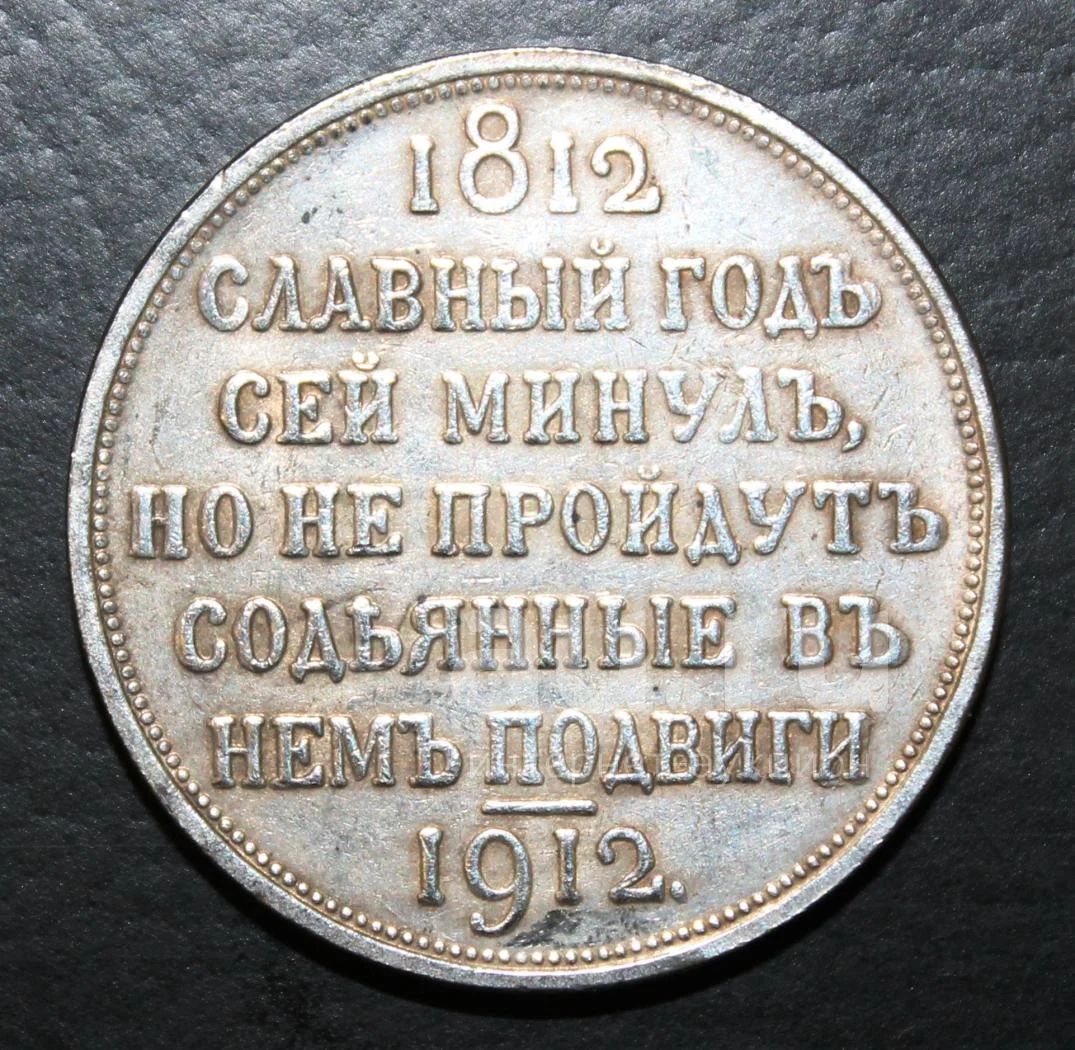 1812
СЛАВНЫЙ ГОДЪ
СЕЙ МИНУЛЪ,
НО НЕ ПРОЙДУТЪ
СОДѢЯННЫЕ ВЪ
НЕМЪ ПОДВИГИ
1912.